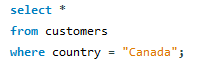 select *
from customers
where country = "Canada";